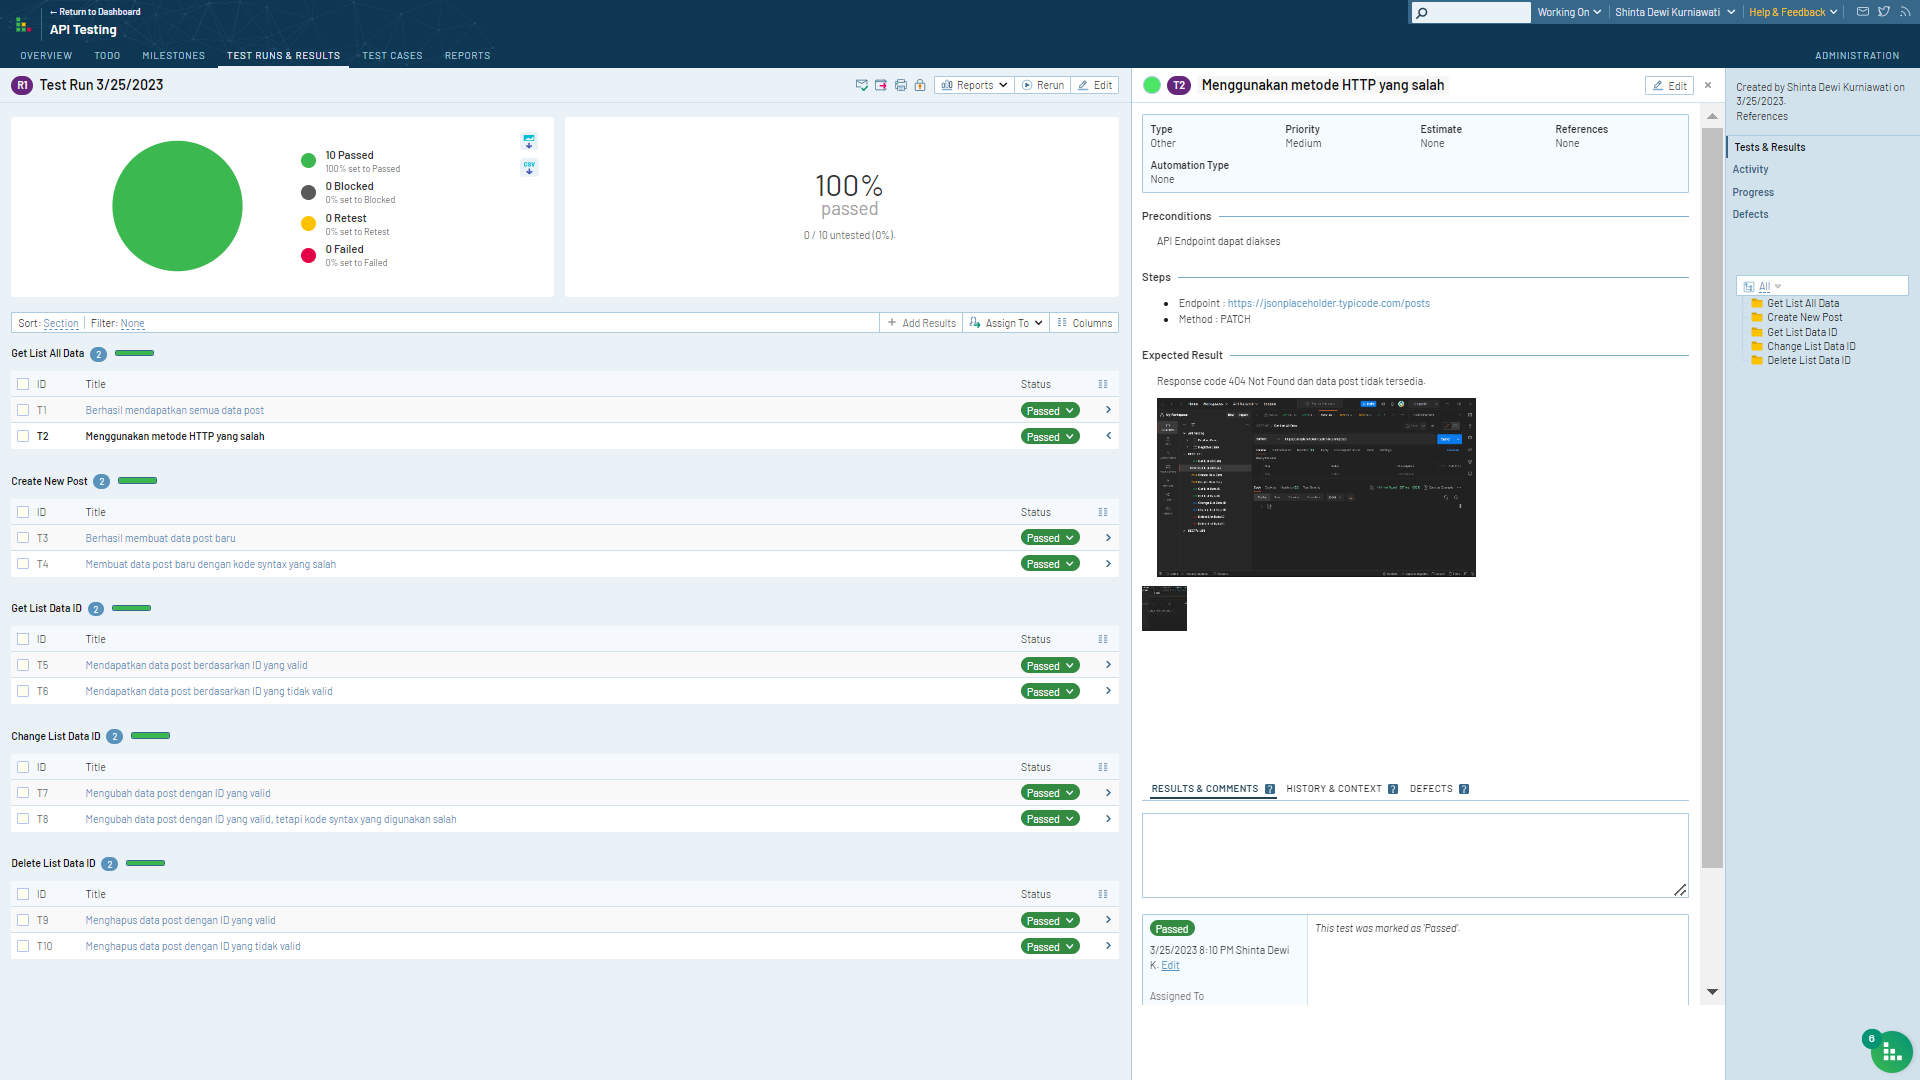 ← Return to Dashboard
API Testing
Working On
Shinta Dewi Kurniawati
Help & Feedback
OVERVIEW
TODO
MILESTONES
TEST RUNS & RESULTS
TEST CASES
REPORTS
ADMINISTRATION
R1 Test Run 3/25/2023
Reports
Rerun
Edit
10 Passed
100% set to Passed
0 Blocked
0% set to Blocked
0 Retest
0% set to Retest
0 Failed
0% set to Failed
CSV
100%
passed
0 / 10 untested (0%).
Sort: Section Filter: None
Add Results
Assign To
Columns
Get List All Data 2
ID Title Status
T1 Berhasil mendapatkan semua data post Passed
T2 Menggunakan metode HTTP yang salah Passed
Create New Post 2
ID Title Status
T3 Berhasil membuat data post baru Passed
T4 Membuat data post baru dengan kode syntax yang salah Passed
Get List Data ID 2
ID Title Status
T5 Mendapatkan data post berdasarkan ID yang valid Passed
T6 Mendapatkan data post berdasarkan ID yang tidak valid Passed
Change List Data ID 2
ID Title Status
T7 Mengubah data post dengan ID yang valid Passed
T8 Mengubah data post dengan ID yang valid, tetapi kode syntax yang digunakan salah Passed
Delete List Data ID 2
ID Title Status
T9 Menghapus data post dengan ID yang valid Passed
T10 Menghapus data post dengan ID yang tidak valid Passed
T2 Menggunakan metode HTTP yang salah
Edit
×
Type Priority Estimate References
Other Medium None None
Automation Type
None
Preconditions
API Endpoint dapat diakses
Steps
• Endpoint : https://jsonplaceholder.typicode.com/posts
• Method : PATCH
Expected Result
Response code 404 Not Found dan data post tidak tersedia.
RESULTS & COMMENTS ?
HISTORY & CONTEXT ?
DEFECTS ?
Passed
3/25/2023 8:10 PM Shinta Dewi
K. Edit
Assigned To
This test was marked as 'Passed'.
Created by Shinta Dewi Kurniawati on
3/25/2023.
References
Tests & Results
Activity
Progress
Defects
All
Get List All Data
Create New Post
Get List Data ID
Change List Data ID
Delete List Data ID
6